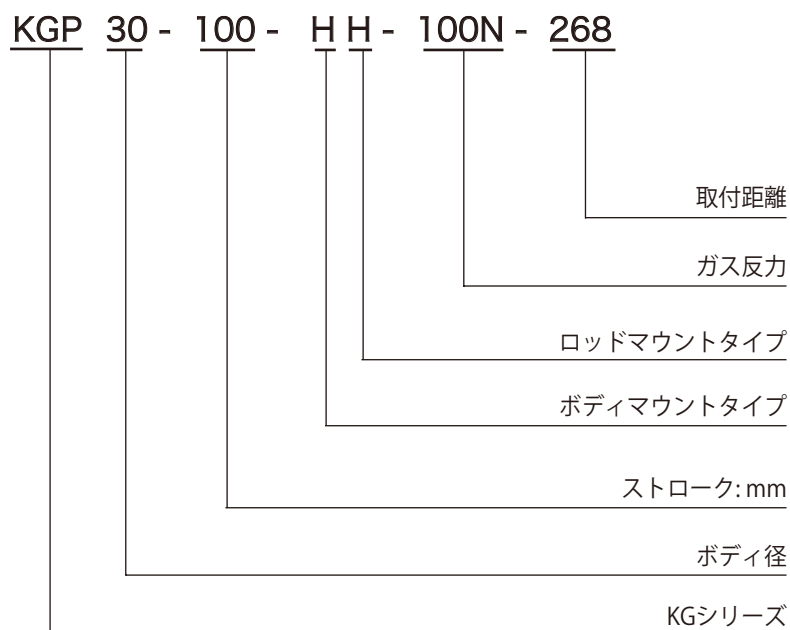 KGP 30 - 100 - H H - 100N - 268
取付距離
ガス反力
ロッドマウントタイプ
ボディマウントタイプ
ストローク: mm
ボディ径
KGシリーズ